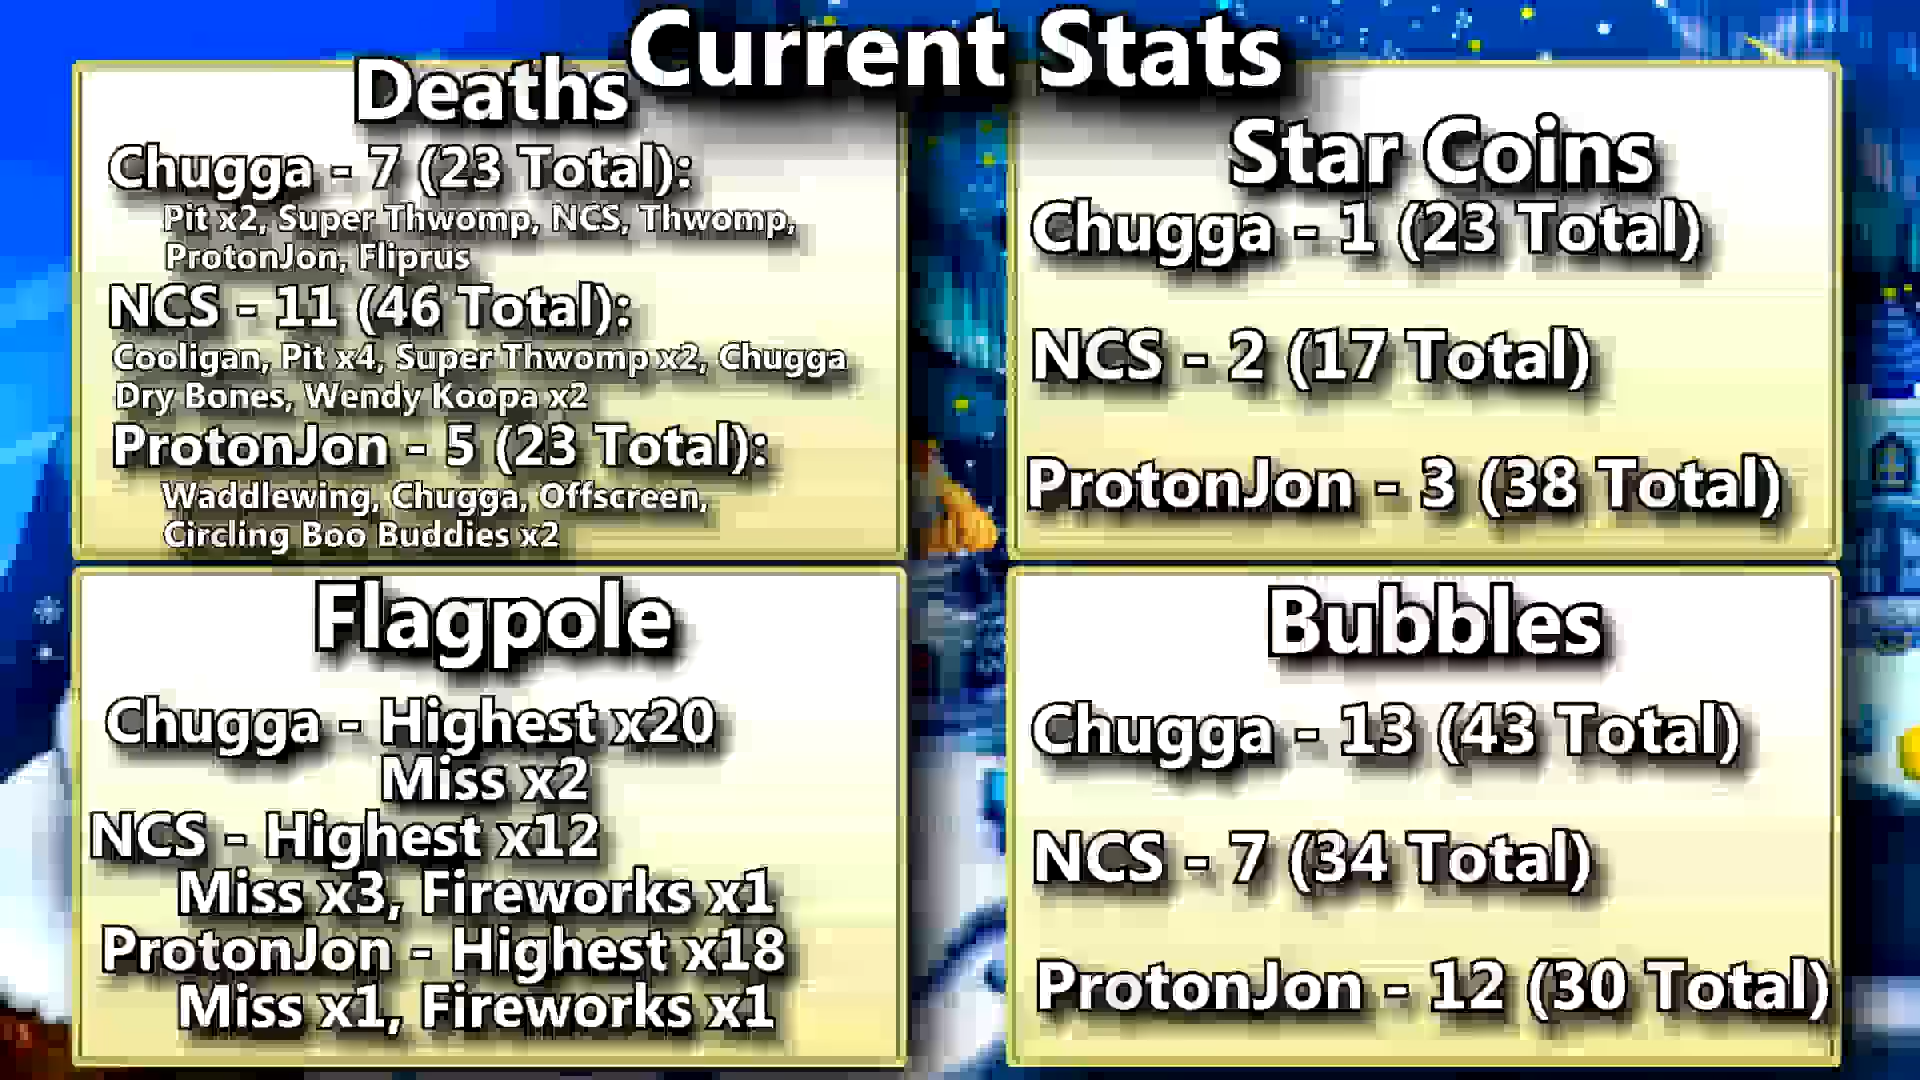 Current Stats
Deaths
Chugga - 7 (23 Total):
Pit x2, Super Thwomp, NCS, Thwomp,
ProtonJon, Fliprus
NCS - 11 (46 Total):
Cooligan, Pit x4, Super Thwomp x2, Chugga
Dry Bones, Wendy Koopa x2
ProtonJon - 5 (23 Total):
Waddlewing, Chugga, Offscreen,
Circling Boo Buddies x2
Star Coins
Chugga - 1 (23 Total)
NCS - 2 (17 Total)
ProtonJon - 3 (38 Total)
Flagpole
Chugga - Highest x20
Miss x2
NCS - Highest x12
Miss x3, Fireworks x1
ProtonJon - Highest x18
Miss x1, Fireworks x1
Bubbles
Chugga - 13 (43 Total)
NCS - 7 (34 Total)
ProtonJon - 12 (30 Total)